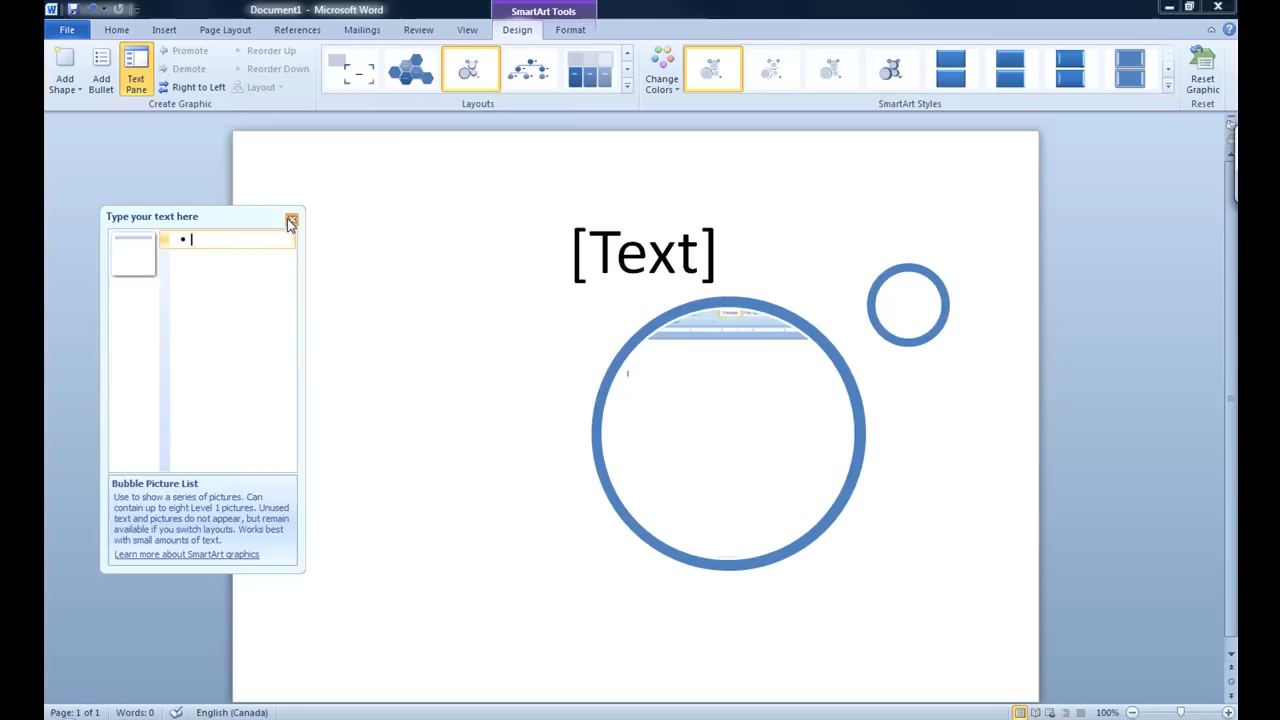 Document1 - Microsoft Word
SmartArt Tools
File Home Insert Page Layout References Mailings Review View Design Format
Add Shape
Add Bullet
Text Pane
Promote
Demote
Right to Left
Reorder Up
Reorder Down
Layout
Create Graphic
Layouts
Change Colors
SmartArt Styles
Reset Graphic
Reset
Type your text here
[Text]
Bubble Picture List
Use to show a series of pictures. Can
contain up to eight Level 1 pictures. Unused
text and pictures do not appear, but remain
available if you switch layouts. Works best
with small amounts of text.
Learn more about SmartArt graphics
Page: 1 of 1 Words: 0 English (Canada) 100%